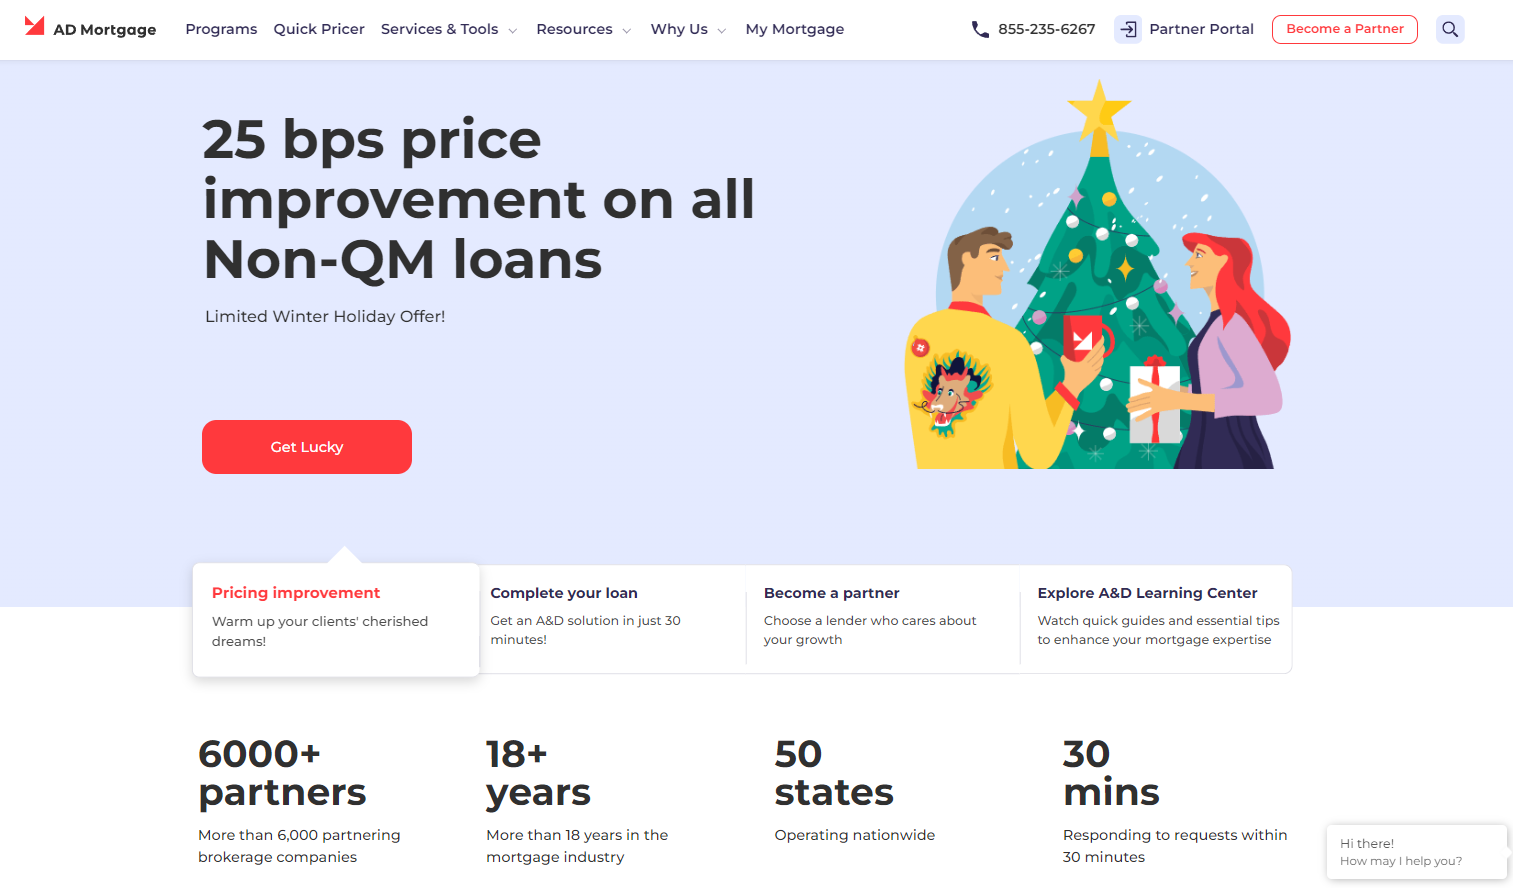 AD Mortgage
Programs
Quick Pricer
Services & Tools
Resources
Why Us
My Mortgage
855-235-6267
Partner Portal
Become a Partner
25 bps price
improvement on all
Non-QM loans
Limited Winter Holiday Offer!
Get Lucky
Pricing improvement
Warm up your clients' cherished
dreams!
Complete your loan
Get an A&D solution in just 30
minutes!
Become a partner
Choose a lender who cares about
your growth
Explore A&D Learning Center
Watch quick guides and essential tips
to enhance your mortgage expertise
6000+
partners
More than 6,000 partnering
brokerage companies
18+
years
More than 18 years in the
mortgage industry
50
states
Operating nationwide
30
mins
Responding to requests within
30 minutes
Hi there!
How may I help you?